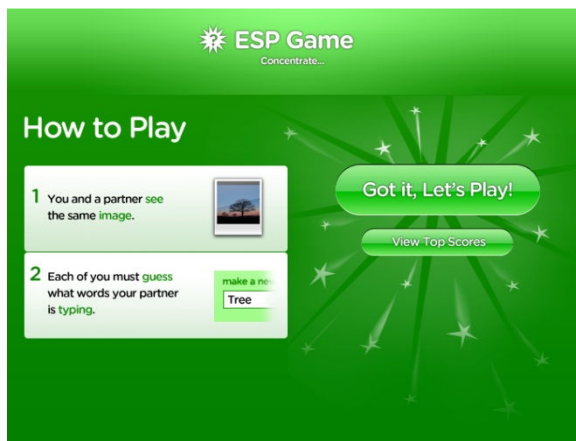 ESP Game
Concentrate...
How to Play
1 You and a partner see
the same image.
2 Each of you must guess
what words your partner
is typing.
make a
Tree
Got it, Let's Play!
View Top Scores